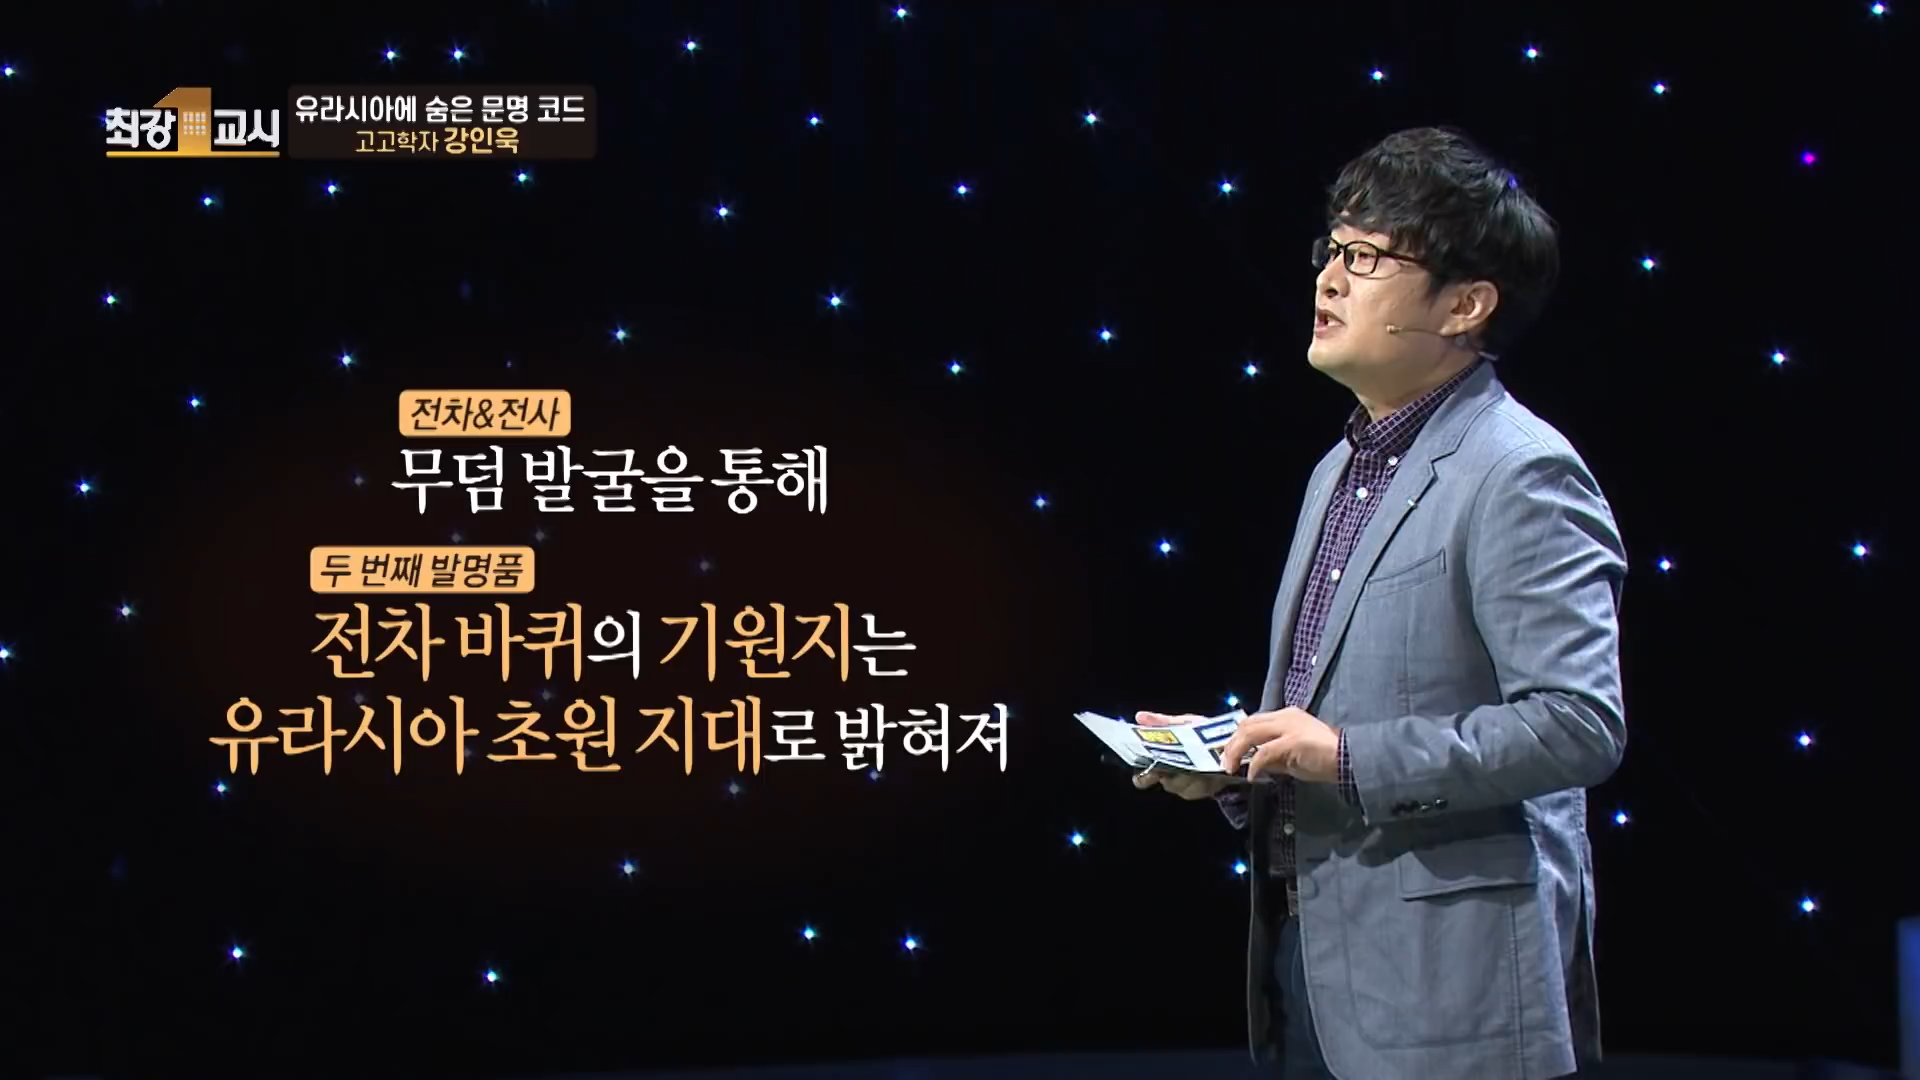 최강1교시
유라시아에 숨은 문명 코드
고고학자 강인욱
전차&전사
무덤 발굴을 통해
두 번째 발명품
전차 바퀴의 기원지는
유라시아 초원 지대로 밝혀져